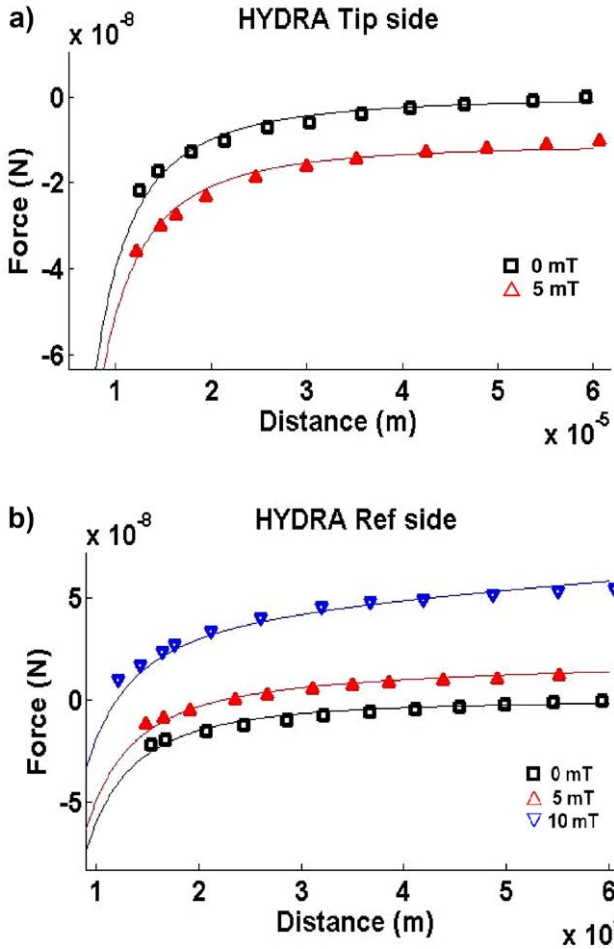 a)
x 10⁻⁸
HYDRA Tip side
Force (N)
0
-2
-4
-6
0 mT
5 mT
1 2 3 4 5 6
Distance (m)
x 10⁻⁵
b)
x 10⁻⁸
HYDRA Ref side
Force (N)
5
0
-5
0 mT
5 mT
10 mT
1 2 3 4 5 6
Distance (m)
x 10